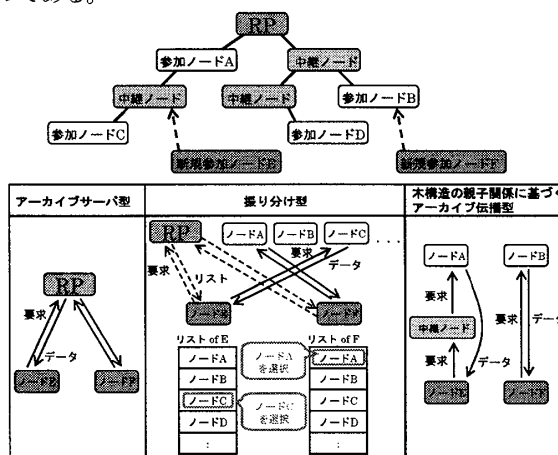 である。
RP
参加ノードA
中継ノード
中継ノード
中継ノード
参加ノードB
参加ノードC
参加ノードD
新規参加ノードE
新規参加ノードF
アーカイブサーバ型
振り分け型
木構造の親子関係に基づく
アーカイブ伝播型
RP
要求
データ
ノードE
ノードF
RP
ノードA
ノードB
ノードC
. . . .
要求
データ
要求
リスト
ノードE
ノードF
リスト of E
リスト of F
ノードA
ノードB
ノードC
ノードD
:
ノードA
を選択
ノードC
を選択
ノードA
ノードB
ノードC
ノードD
:
ノードA
ノードB
要求
要求
中継ノード
要求
データ
データ
ノードE
ノードF